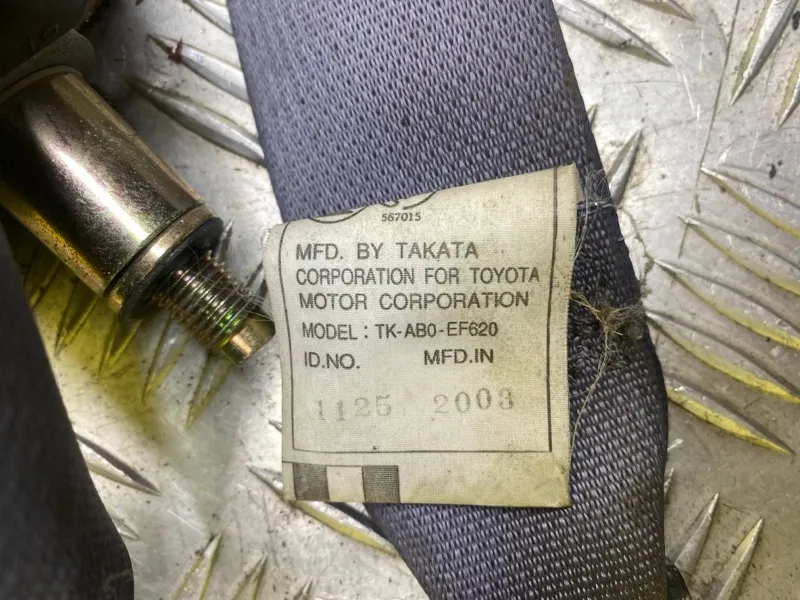 567015
MFD. BY TAKATA
CORPORATION FOR TOYOTA
MOTOR CORPORATION
MODEL : TK-AB0-EF620
ID.NO. MFD.IN
1125 2003